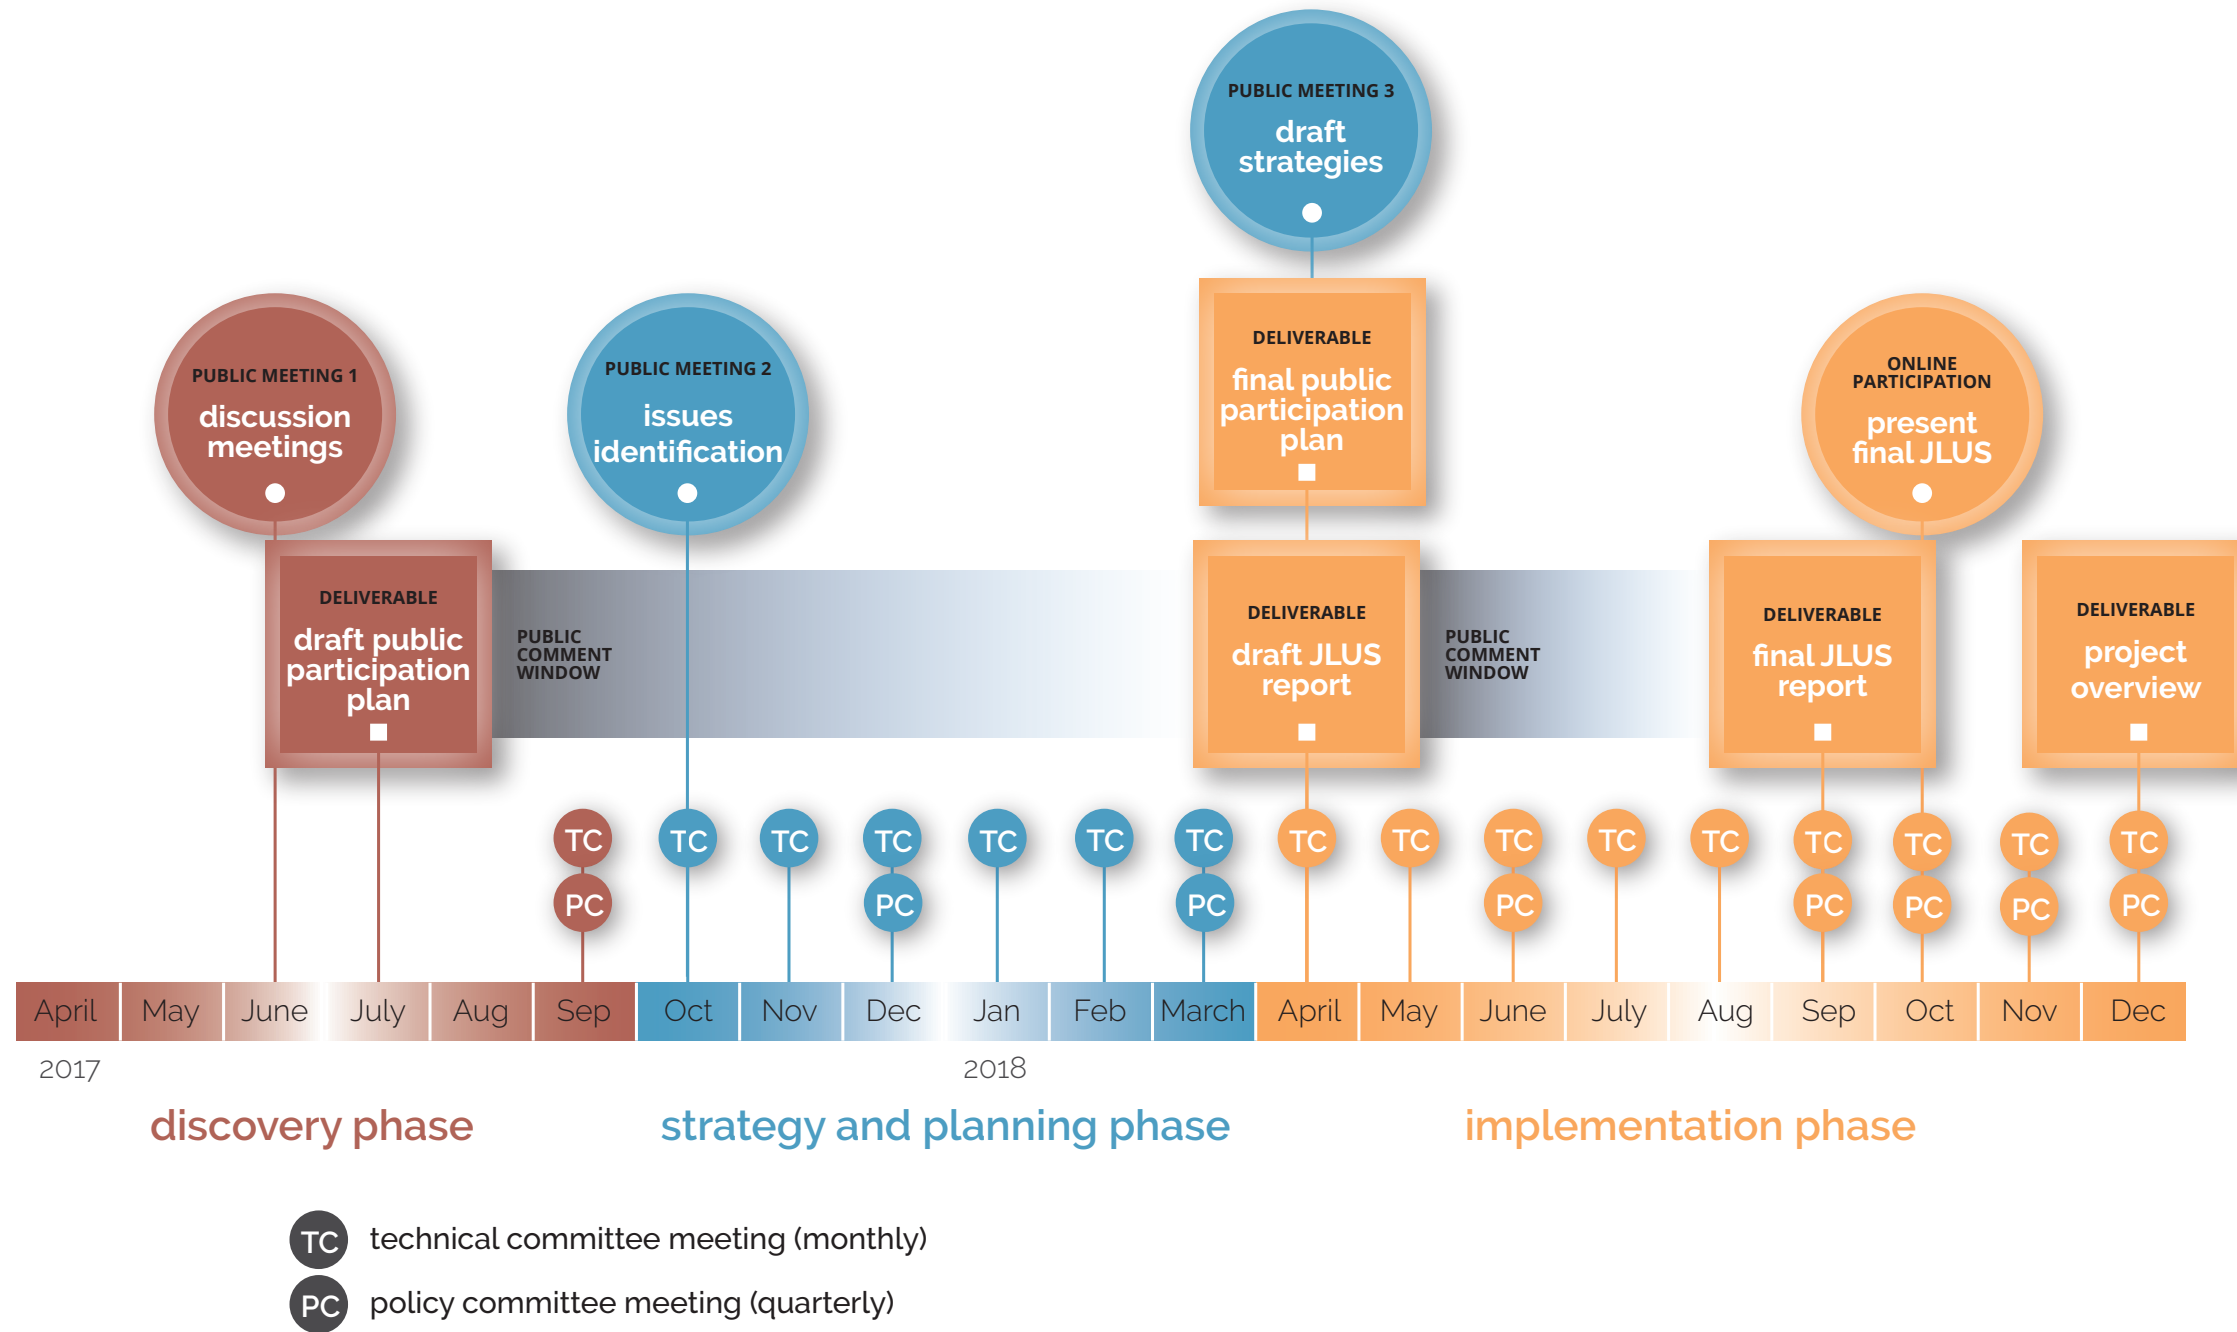 PUBLIC MEETING 3
draft
strategies
PUBLIC MEETING 1
discussion
meetings
PUBLIC MEETING 2
issues
identification
DELIVERABLE
final public
participation
plan
ONLINE
PARTICIPATION
present
final JLUS
DELIVERABLE
draft public
participation
plan
PUBLIC
COMMENT
WINDOW
DELIVERABLE
draft JLUS
report
PUBLIC
COMMENT
WINDOW
DELIVERABLE
final JLUS
report
DELIVERABLE
project
overview
TC TC TC TC TC TC TC TC TC TC TC TC TC TC TC TC
PC PC PC PC PC PC PC PC
April May June July Aug Sep Oct Nov Dec Jan Feb March April May June July Aug Sep Oct Nov Dec
2017 2018
discovery phase strategy and planning phase implementation phase
TC technical committee meeting (monthly)
PC policy committee meeting (quarterly)